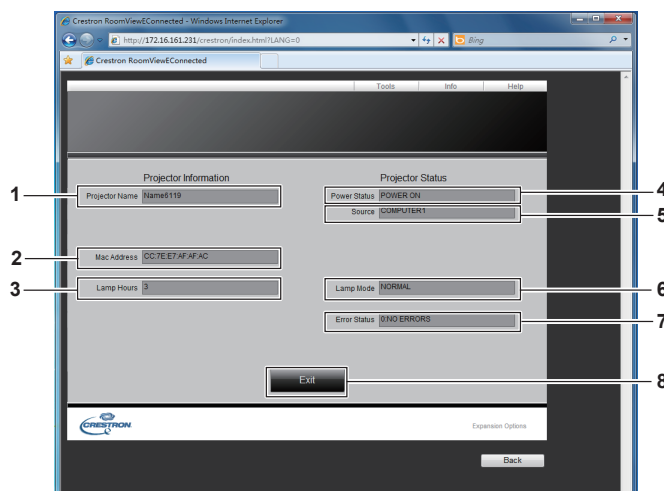 Crestron RoomViewEConnected - Windows Internet Explorer
http://172.16.161.231/crestron/index.html?LANG=0
Bing
Crestron RoomViewEConnected
Tools Info Help
Projector Information Projector Status
1 Projector Name Name6119 Power Status POWER ON 4
Source COMPUTER1 5
2 Mac Address CC:7E:E7:AF:AF:AC
3 Lamp Hours 3 Lamp Mode NORMAL 6
Error Status 0:NO ERRORS 7
Exit 8
CRESTRON Expansion Options
Back